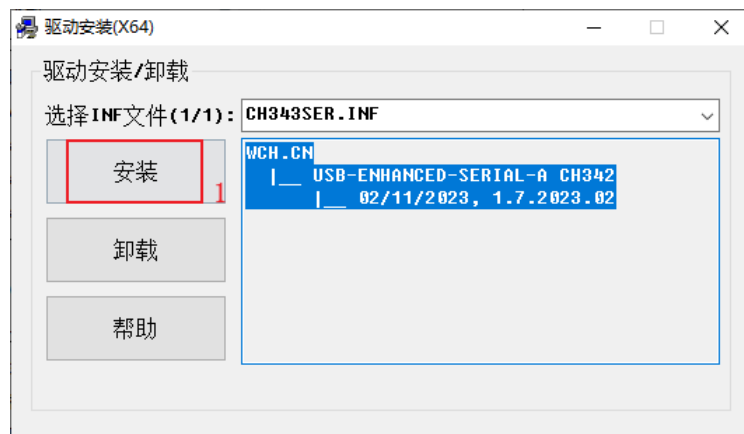 驱动安装(X64)
驱动安装/卸载
选择INF文件(1/1):
CH343SER.INF
安装
1
卸载
帮助
WCH.CN
|__ USB-ENHANCED-SERIAL-A CH342
|__ 02/11/2023, 1.7.2023.02